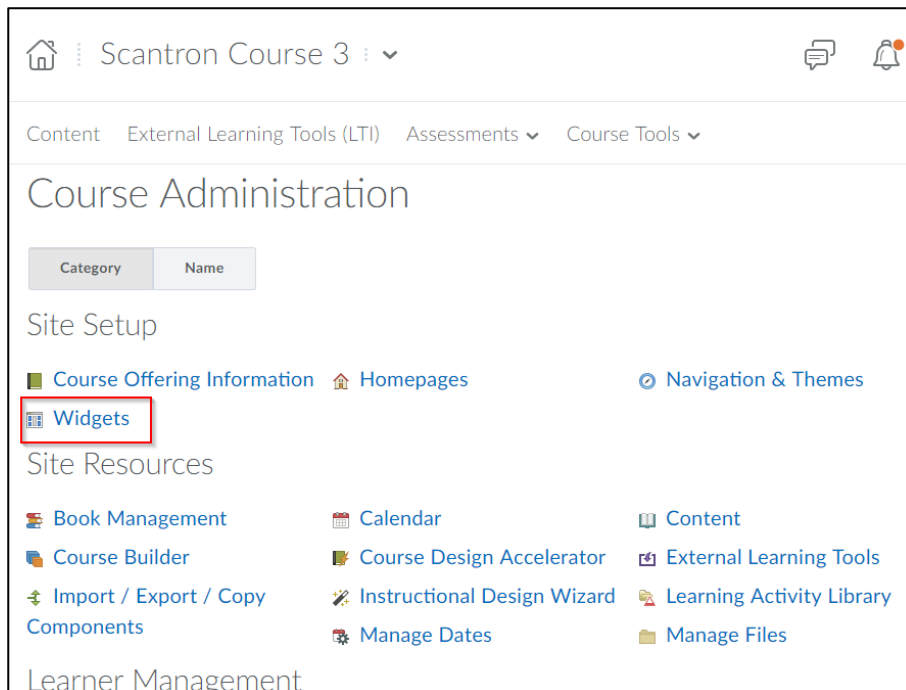 Scantron Course 3
Content External Learning Tools (LTI) Assessments Course Tools
Course Administration
Category Name
Site Setup
Course Offering Information Homepages Navigation & Themes
Widgets
Site Resources
Book Management Calendar Content
Course Builder Course Design Accelerator External Learning Tools
Import / Export / Copy Instructional Design Wizard Learning Activity Library
Components Manage Dates Manage Files
Learner Management